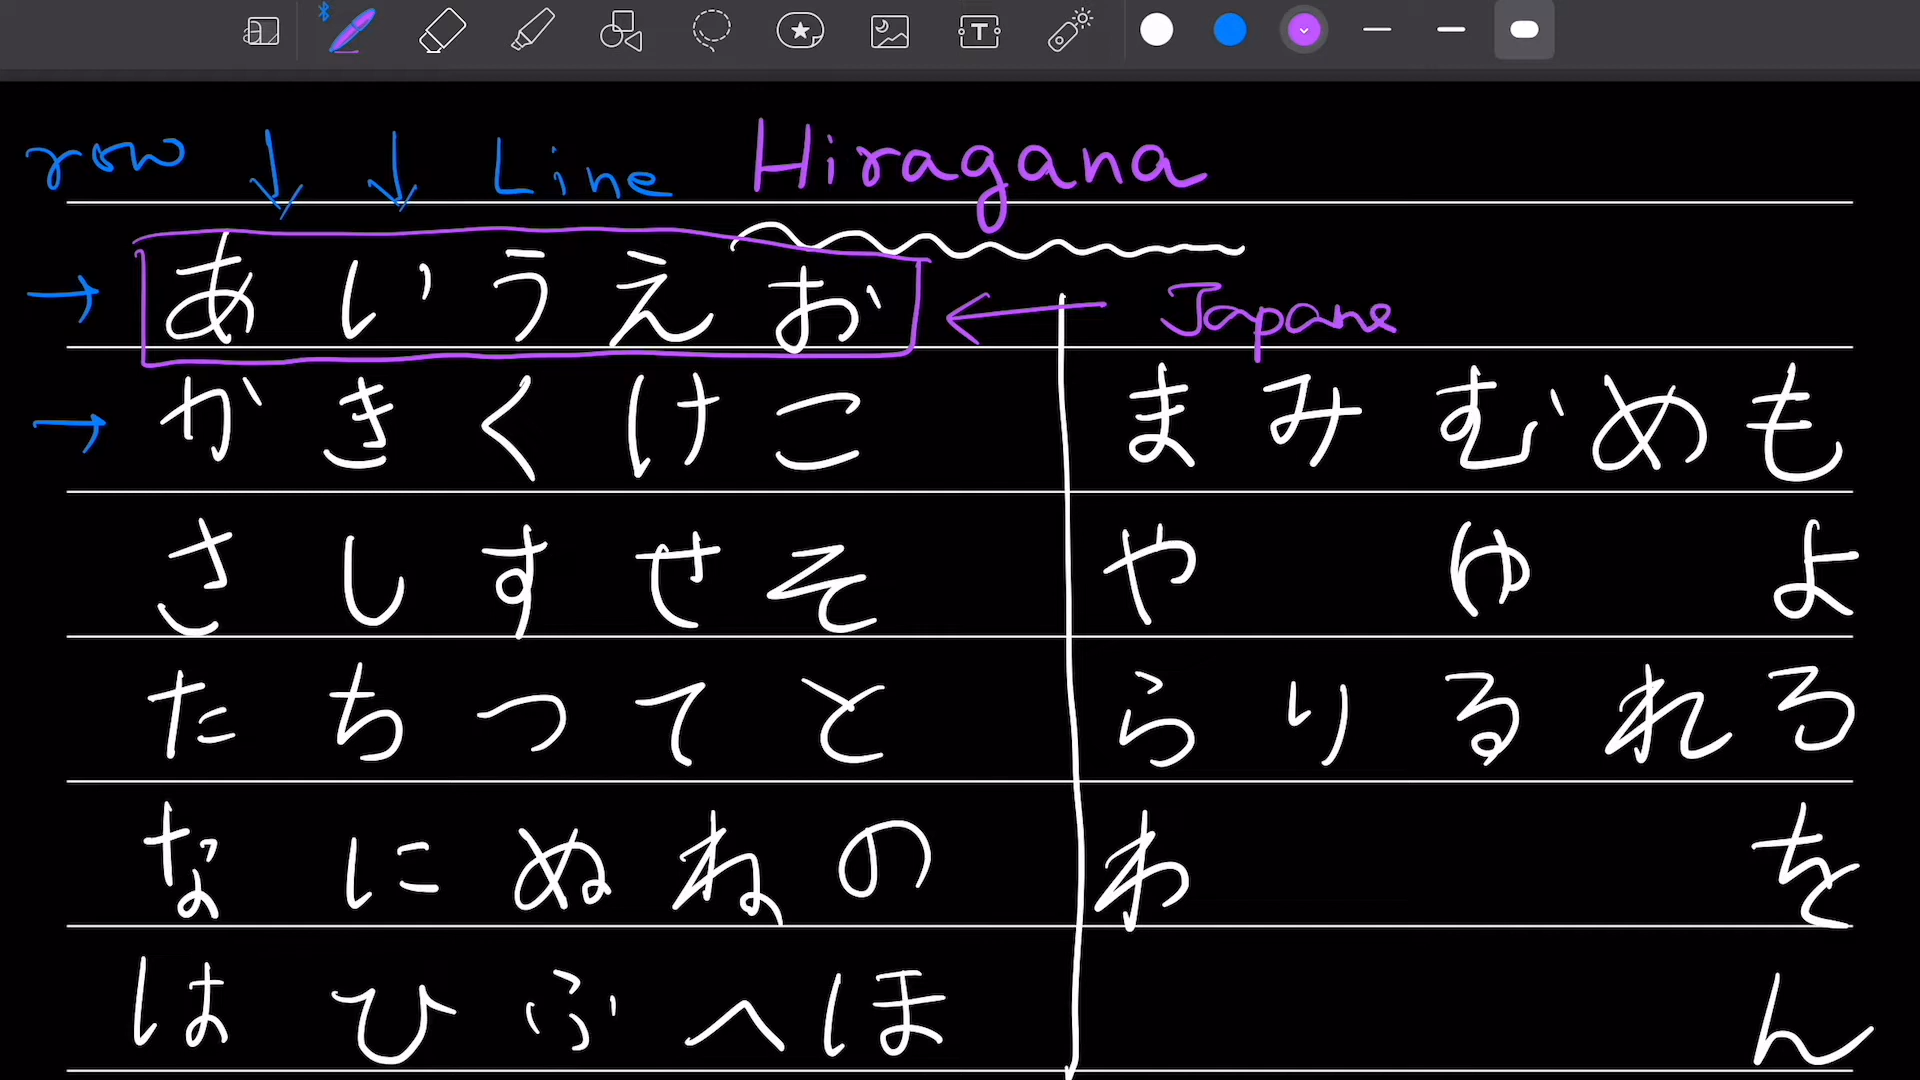 row Line Hiragana
あ い う え お
Japane
か き く け こ
さ し す せ そ
た ち つ て と
な に ぬ ね の
は ひ ふ へ ほ
ま み む め も
や ゆ よ
ら り る れ ろ
わ を
ん